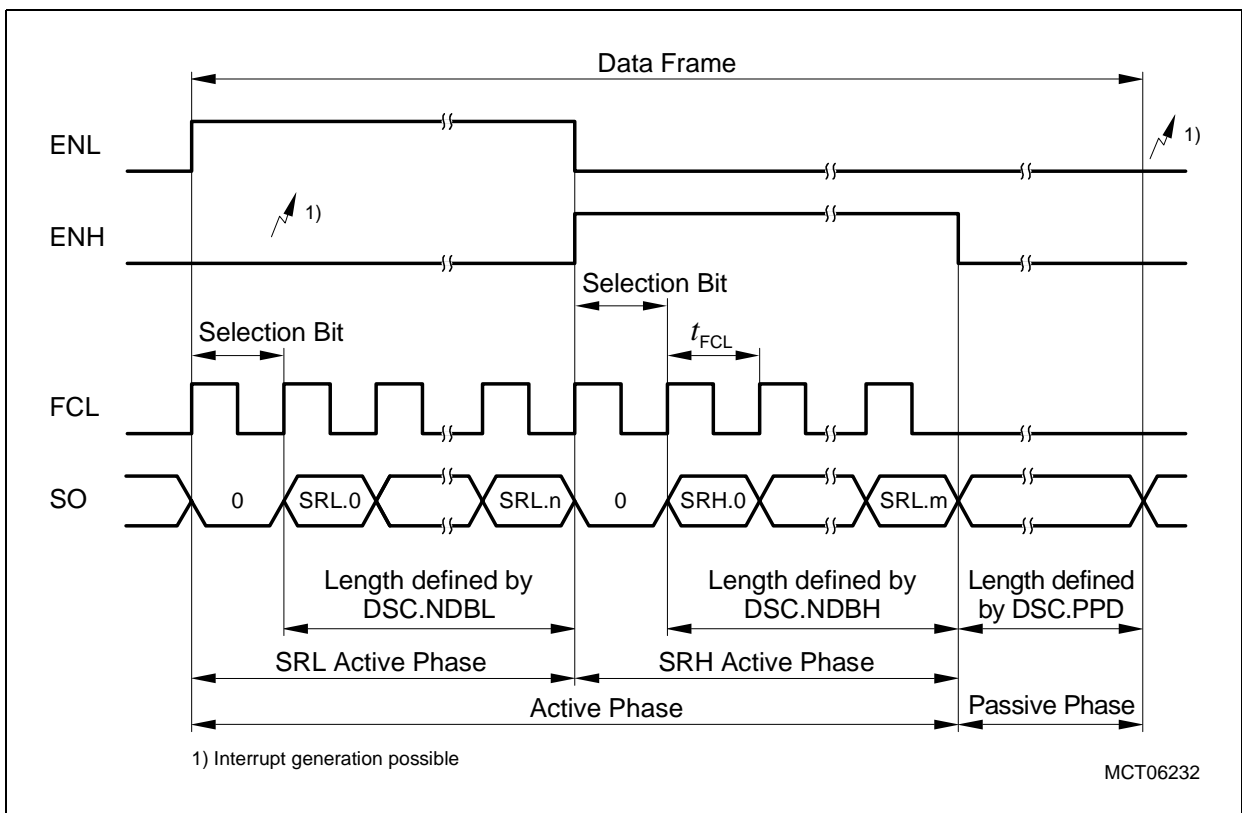 Data Frame
ENL
1)
ENH
1)
Selection Bit
Selection Bit
tFCL
FCL
SO
0
SRL.0
SRL.n
0
SRH.0
SRL.m
Length defined by
DSC.NDBL
Length defined by
DSC.NDBH
Length defined
by DSC.PPD
SRL Active Phase
SRH Active Phase
Active Phase
Passive Phase
1) Interrupt generation possible
MCT06232